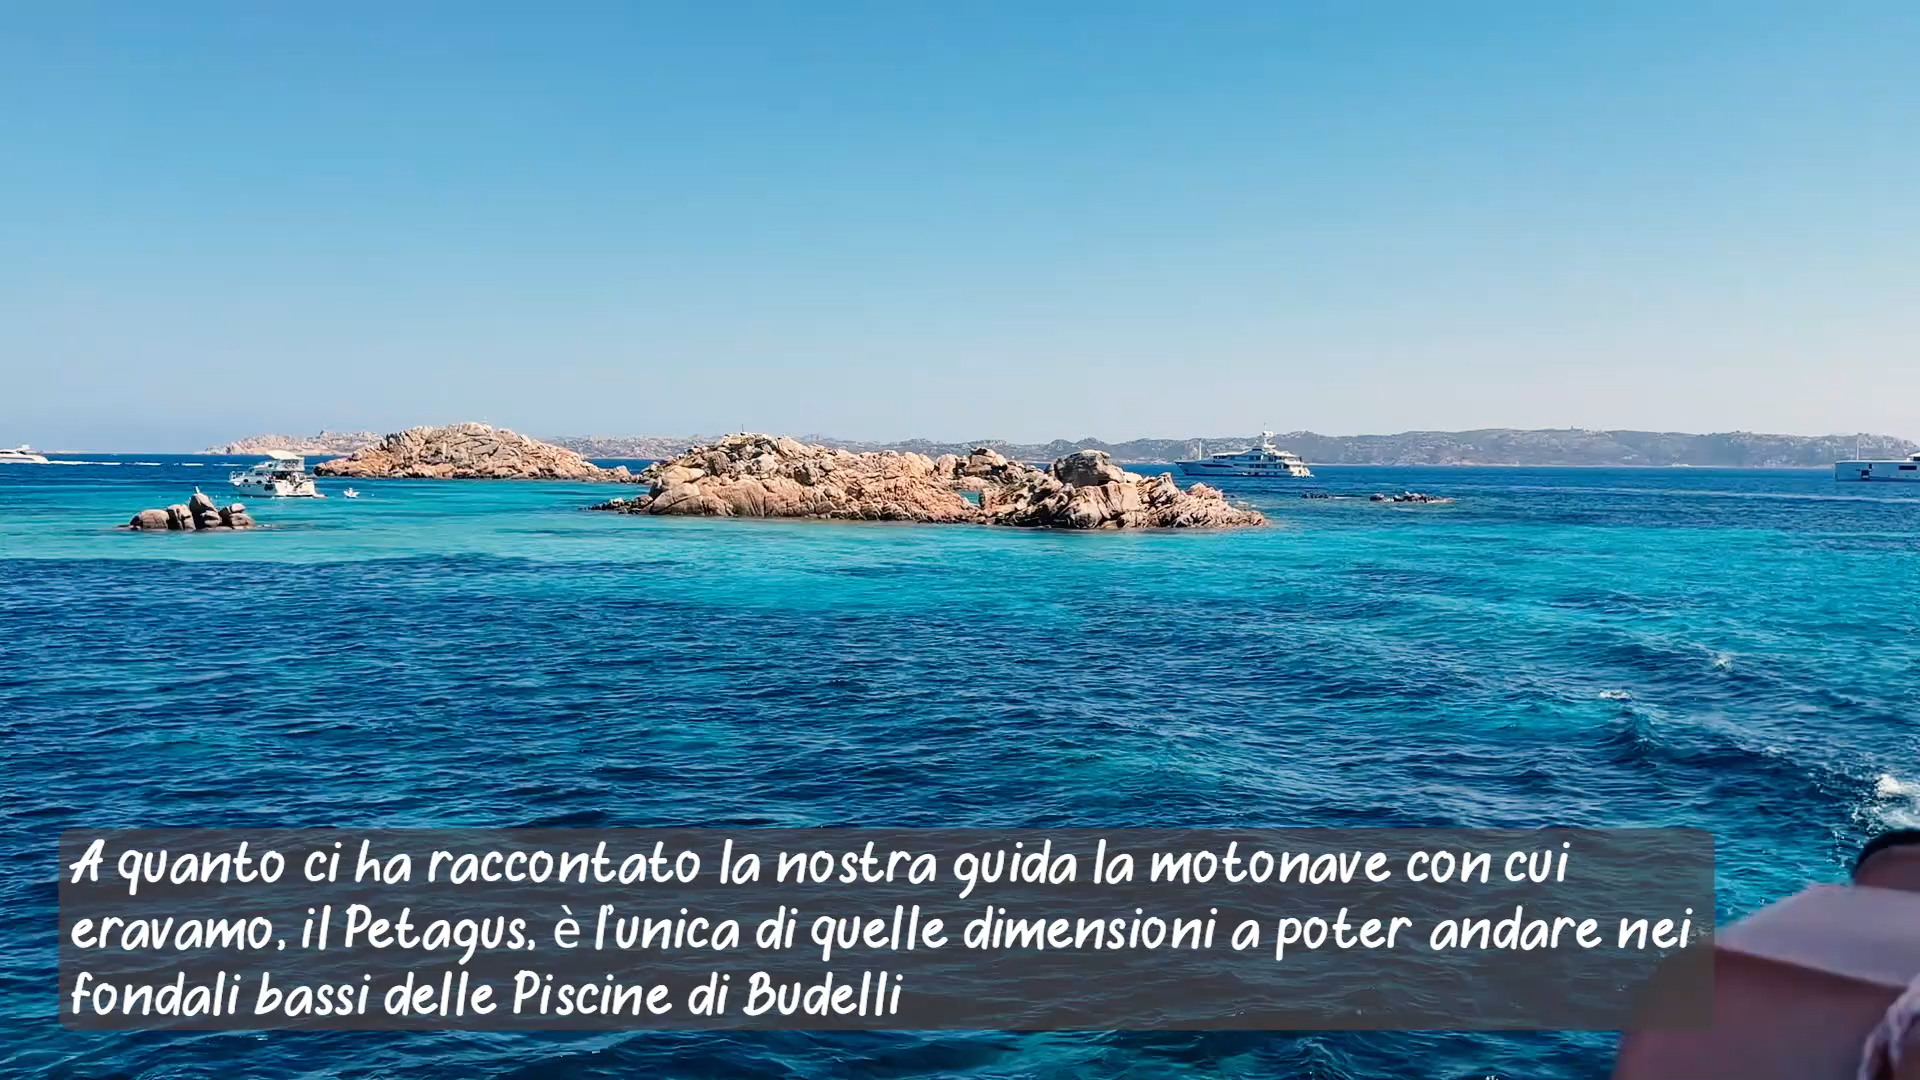 A quanto ci ha raccontato la nostra guida la motonave con cui
eravamo, il Petagus, è l'unica di quelle dimensioni a poter andare nei
fondali bassi delle Piscine di Budelli